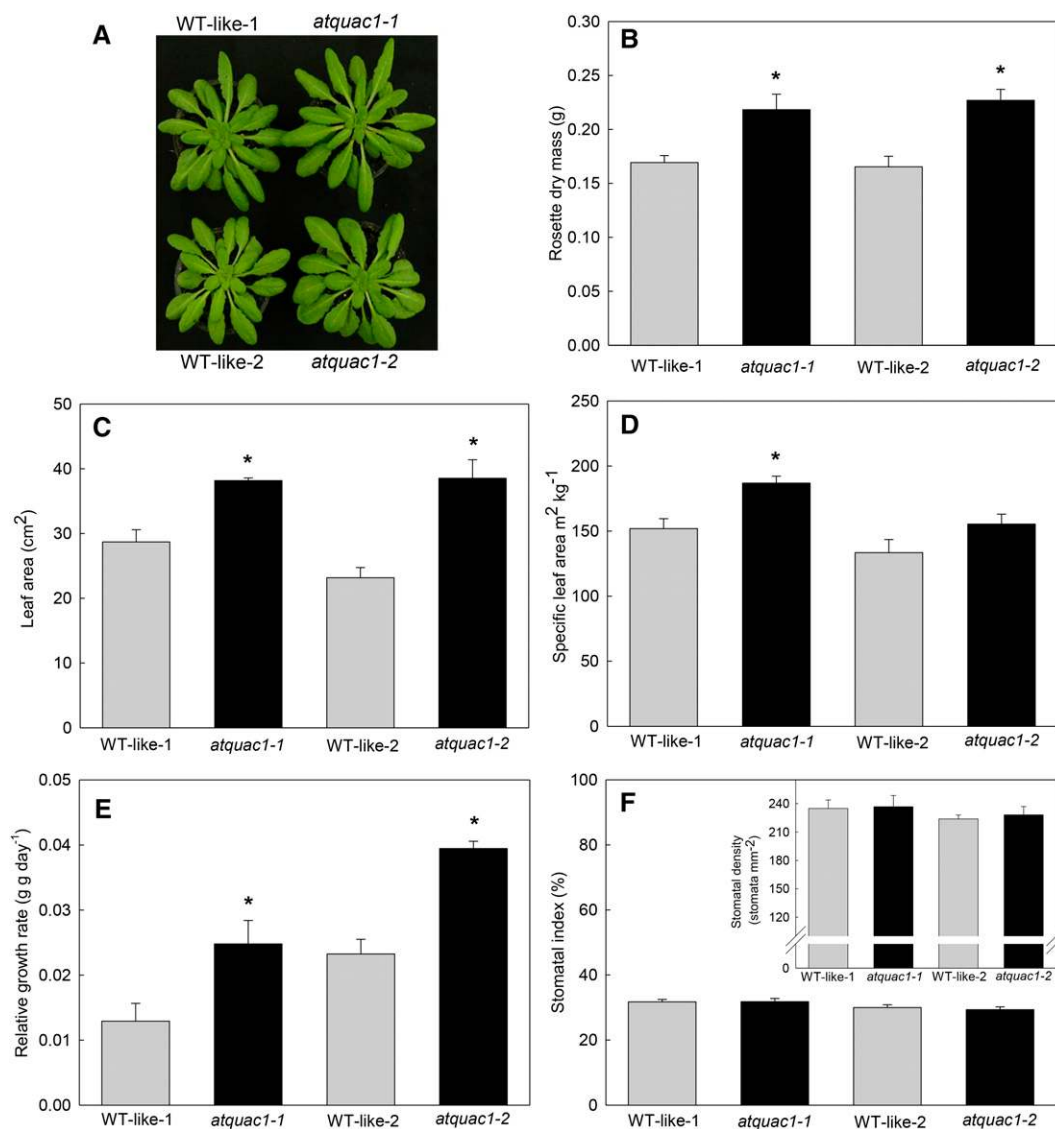 A
WT-like-1 atquac1-1
WT-like-2 atquac1-2
B
Rosette dry mass (g)
0.30
0.25
0.20
0.15
0.10
0.05
0.00
* *
WT-like-1 atquac1-1 WT-like-2 atquac1-2
C
Leaf area (cm²)
50
40
30
20
10
0
* *
WT-like-1 atquac1-1 WT-like-2 atquac1-2
D
Specific leaf area m² kg⁻¹
250
200
150
100
50
0
*
WT-like-1 atquac1-1 WT-like-2 atquac1-2
E
Relative growth rate (g g day⁻¹)
0.05
0.04
0.03
0.02
0.01
0.00
* *
WT-like-1 atquac1-1 WT-like-2 atquac1-2
F
Stomatal index (%)
100
80
60
40
20
0
Stomatal density
(stomata mm⁻²)
240
210
180
150
120
0
WT-like-1 atquac1-1 WT-like-2 atquac1-2
WT-like-1 atquac1-1 WT-like-2 atquac1-2